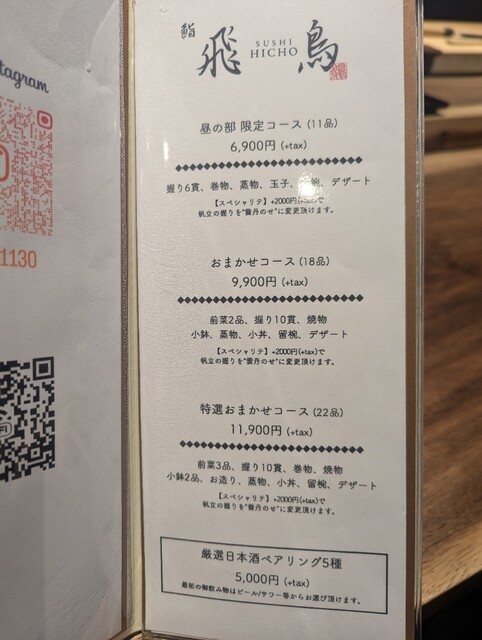 tagram
1130
鮨 飛鳥
SUSHI
HICHO
昼の部 限定コース (11品)
6,900円 (+tax)
握り6貫、巻物、蒸物、玉子、椀、デザート
【スペシャリテ】+2000円(+tax)で
帆立の握りを"雲丹のせ"に変更頂けます。
おまかせコース (18品)
9,900円 (+tax)
前菜2品、握り10貫、焼物
小鉢、蒸物、小丼、留椀、デザート
【スペシャリテ】+2000円(+tax)で
帆立の握りを"雲丹のせ"に変更頂けます。
特選おまかせコース (22品)
11,900円 (+tax)
前菜3品、握り10貫、巻物、焼物
小鉢2品、お造り、蒸物、小丼、留椀、デザート
【スペシャリテ】+2000円(+tax)で
帆立の握りを"雲丹のせ"に変更頂けます。
厳選日本酒ペアリング5種
5,000円 (+tax)
最初の御飲み物はビール/サワー等からお選び頂けます。